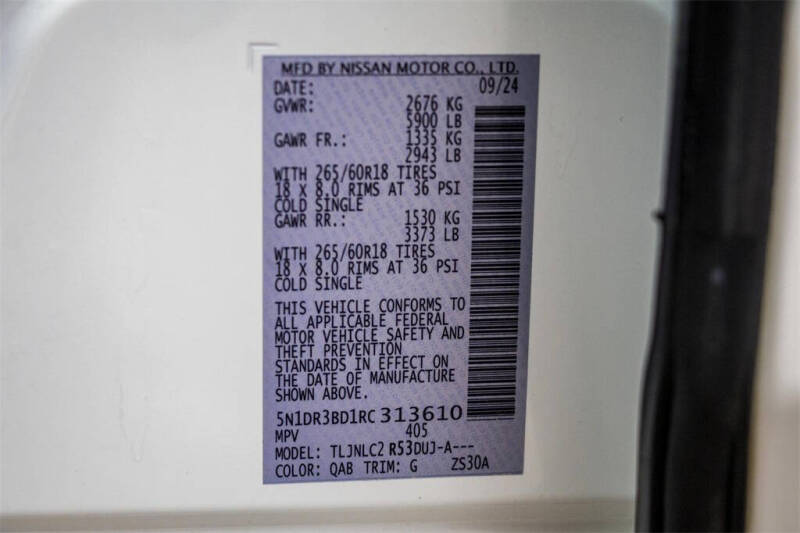 MFD BY NISSAN MOTOR CO., LTD.
DATE: 09/24
GVWR: 2676 KG
5900 LB
GAWR FR.: 1335 KG
2943 LB
WITH 265/60R18 TIRES
18 X 8.0 RIMS AT 36 PSI
COLD SINGLE
GAWR RR.: 1530 KG
3373 LB
WITH 265/60R18 TIRES
18 X 8.0 RIMS AT 36 PSI
COLD SINGLE
THIS VEHICLE CONFORMS TO
ALL APPLICABLE FEDERAL
MOTOR VEHICLE SAFETY AND
THEFT PREVENTION
STANDARDS IN EFFECT ON
THE DATE OF MANUFACTURE
SHOWN ABOVE.
5N1DR3BD1RC 313610
MPV 405
MODEL: TLJNLC2 R53DUJ-A---
COLOR: QAB TRIM: G ZS30A